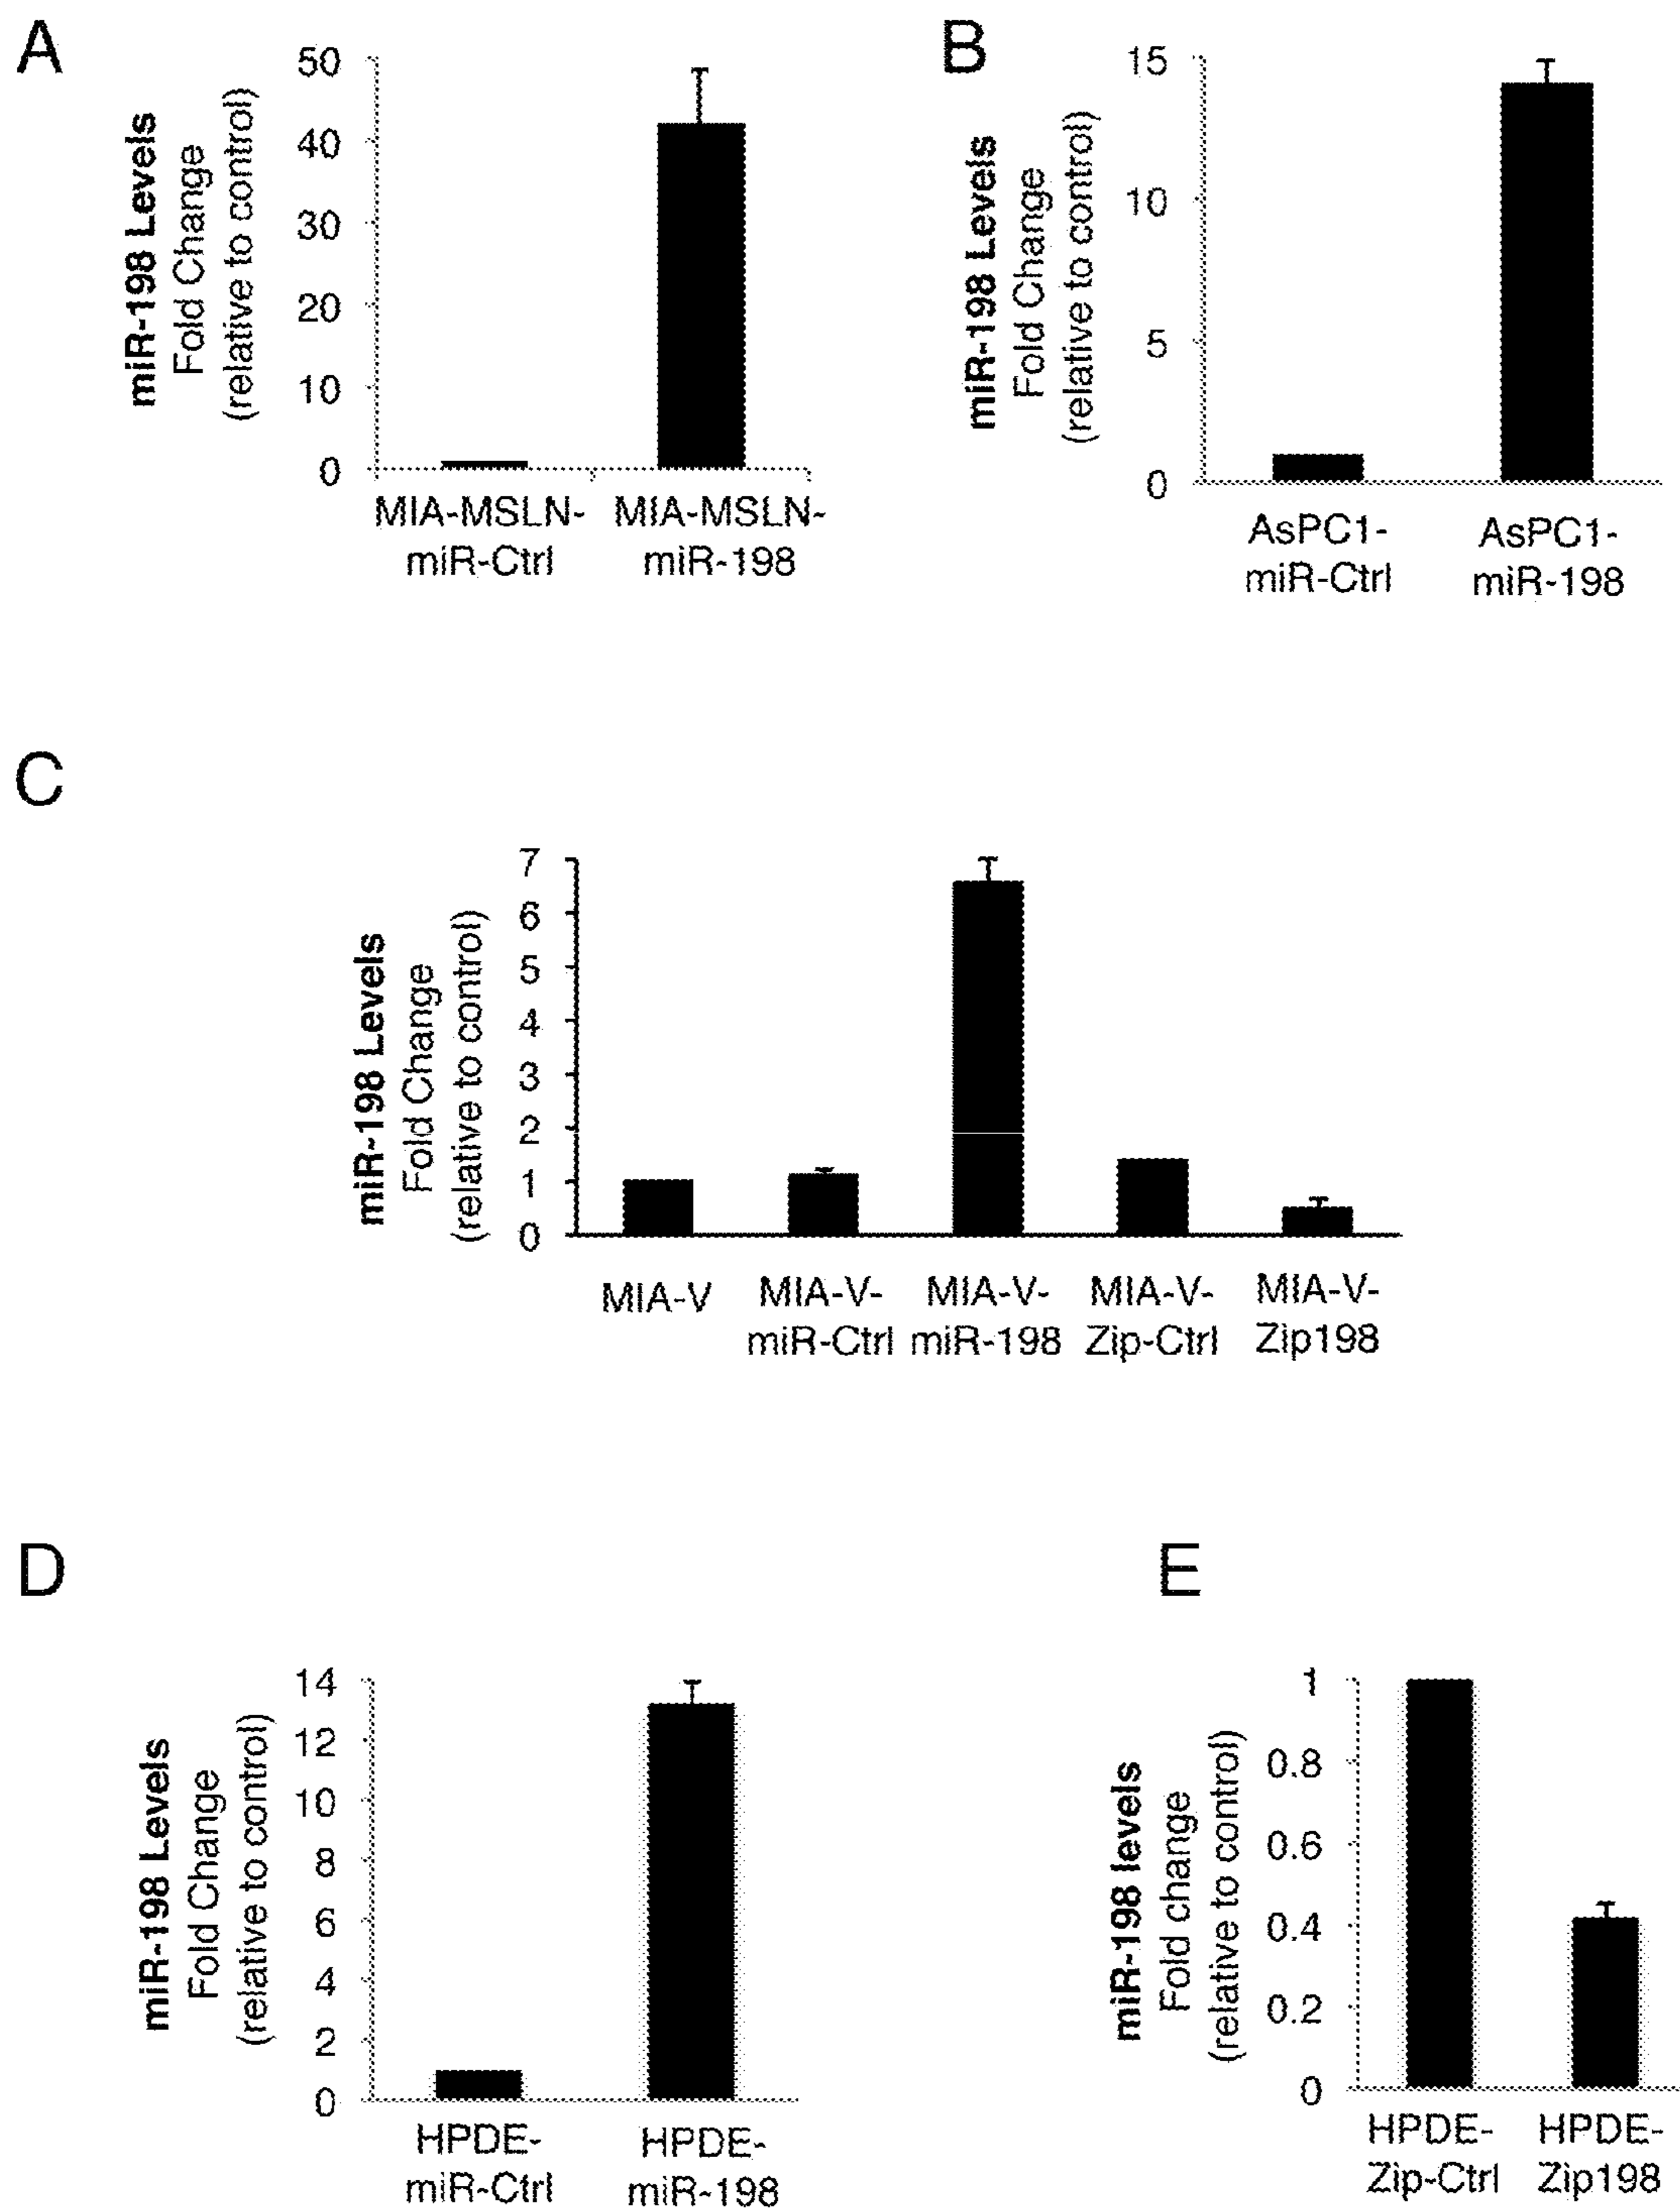 A
miR-198 Levels
Fold Change
(relative to control)
50
40
30
20
10
0
MIA-MSLN-
miR-Ctrl
MIA-MSLN-
miR-198
B
miR-198 Levels
Fold Change
(relative to control)
15
10
5
0
AsPC1-
miR-Ctrl
AsPC1-
miR-198
C
miR-198 Levels
Fold Change
(relative to control)
7
6
5
4
3
2
1
0
MIA-V
MIA-V-
miR-Ctrl
MIA-V-
miR-198
MIA-V-
Zip-Ctrl
MIA-V-
Zip198
D
miR-198 Levels
Fold Change
(relative to control)
14
12
10
8
6
4
2
0
HPDE-
miR-Ctrl
HPDE-
miR-198
E
miR-198 levels
Fold change
(relative to control)
1
0.8
0.6
0.4
0.2
0
HPDE-
Zip-Ctrl
HPDE-
Zip198